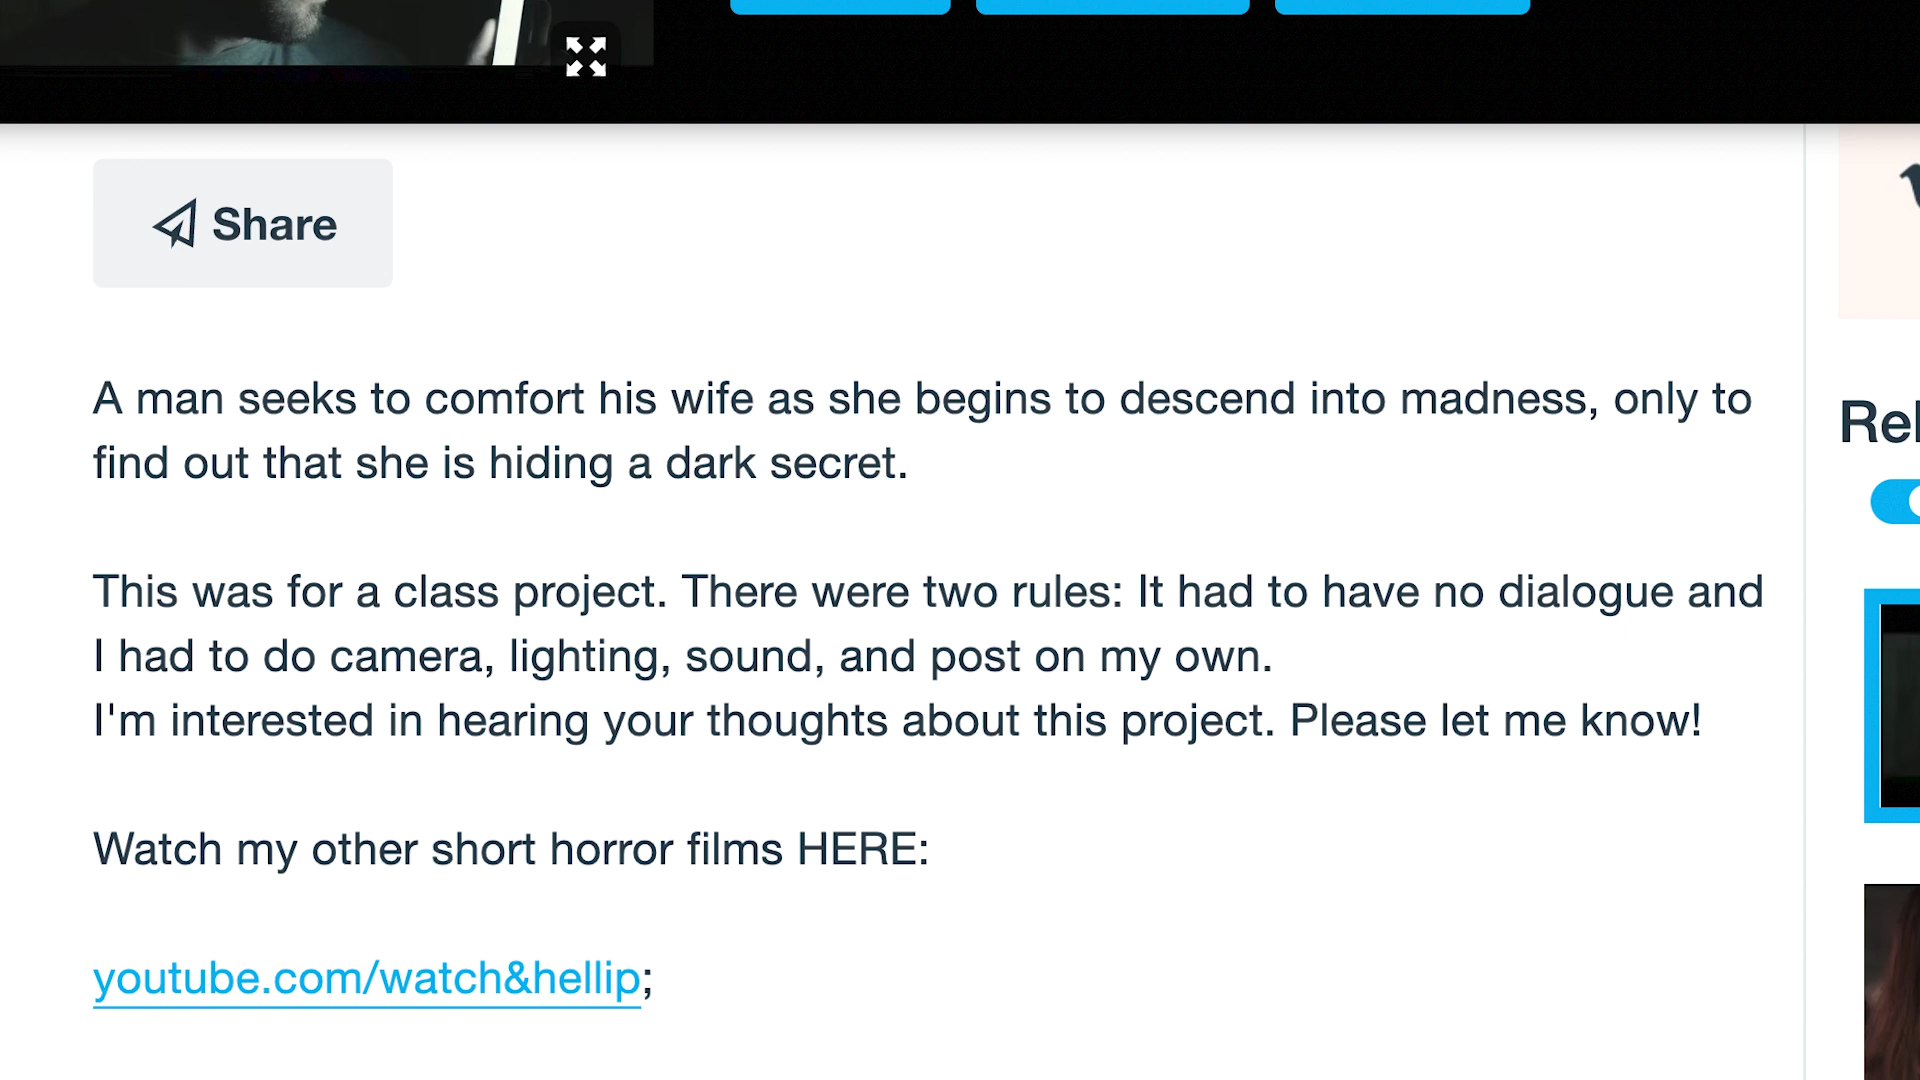 Share
A man seeks to comfort his wife as she begins to descend into madness, only to
find out that she is hiding a dark secret.
This was for a class project. There were two rules: It had to have no dialogue and
I had to do camera, lighting, sound, and post on my own.
I'm interested in hearing your thoughts about this project. Please let me know!
Watch my other short horror films HERE:
youtube.com/watch&hellip;
Rel